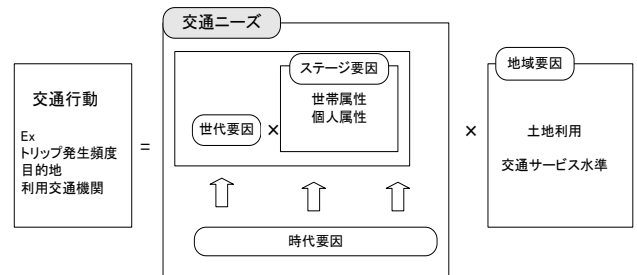 交通ニーズ
ステージ要因
地域要因
交通行動
世帯属性
個人属性
世代要因
×
×
土地利用
Ex
トリップ発生頻度
目的地
利用交通機関
=
交通サービス水準
時代要因